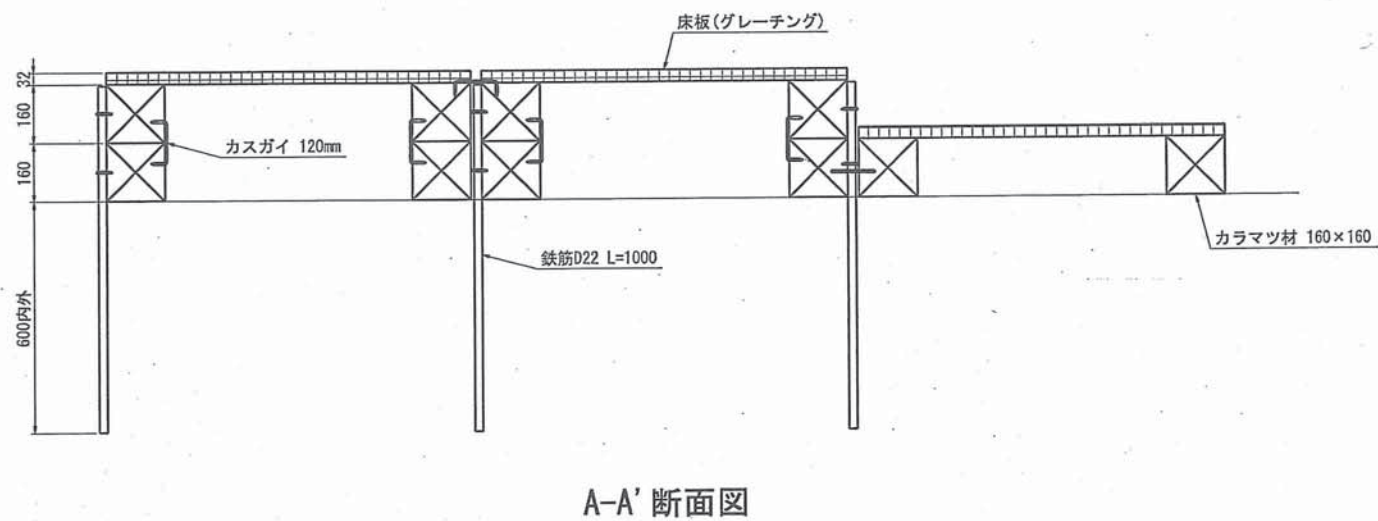 床板(グレーチング)
32
160
160
カスガイ 120mm
600内外
鉄筋D22 L=1000
カラマツ材 160×160
A-A' 断面図